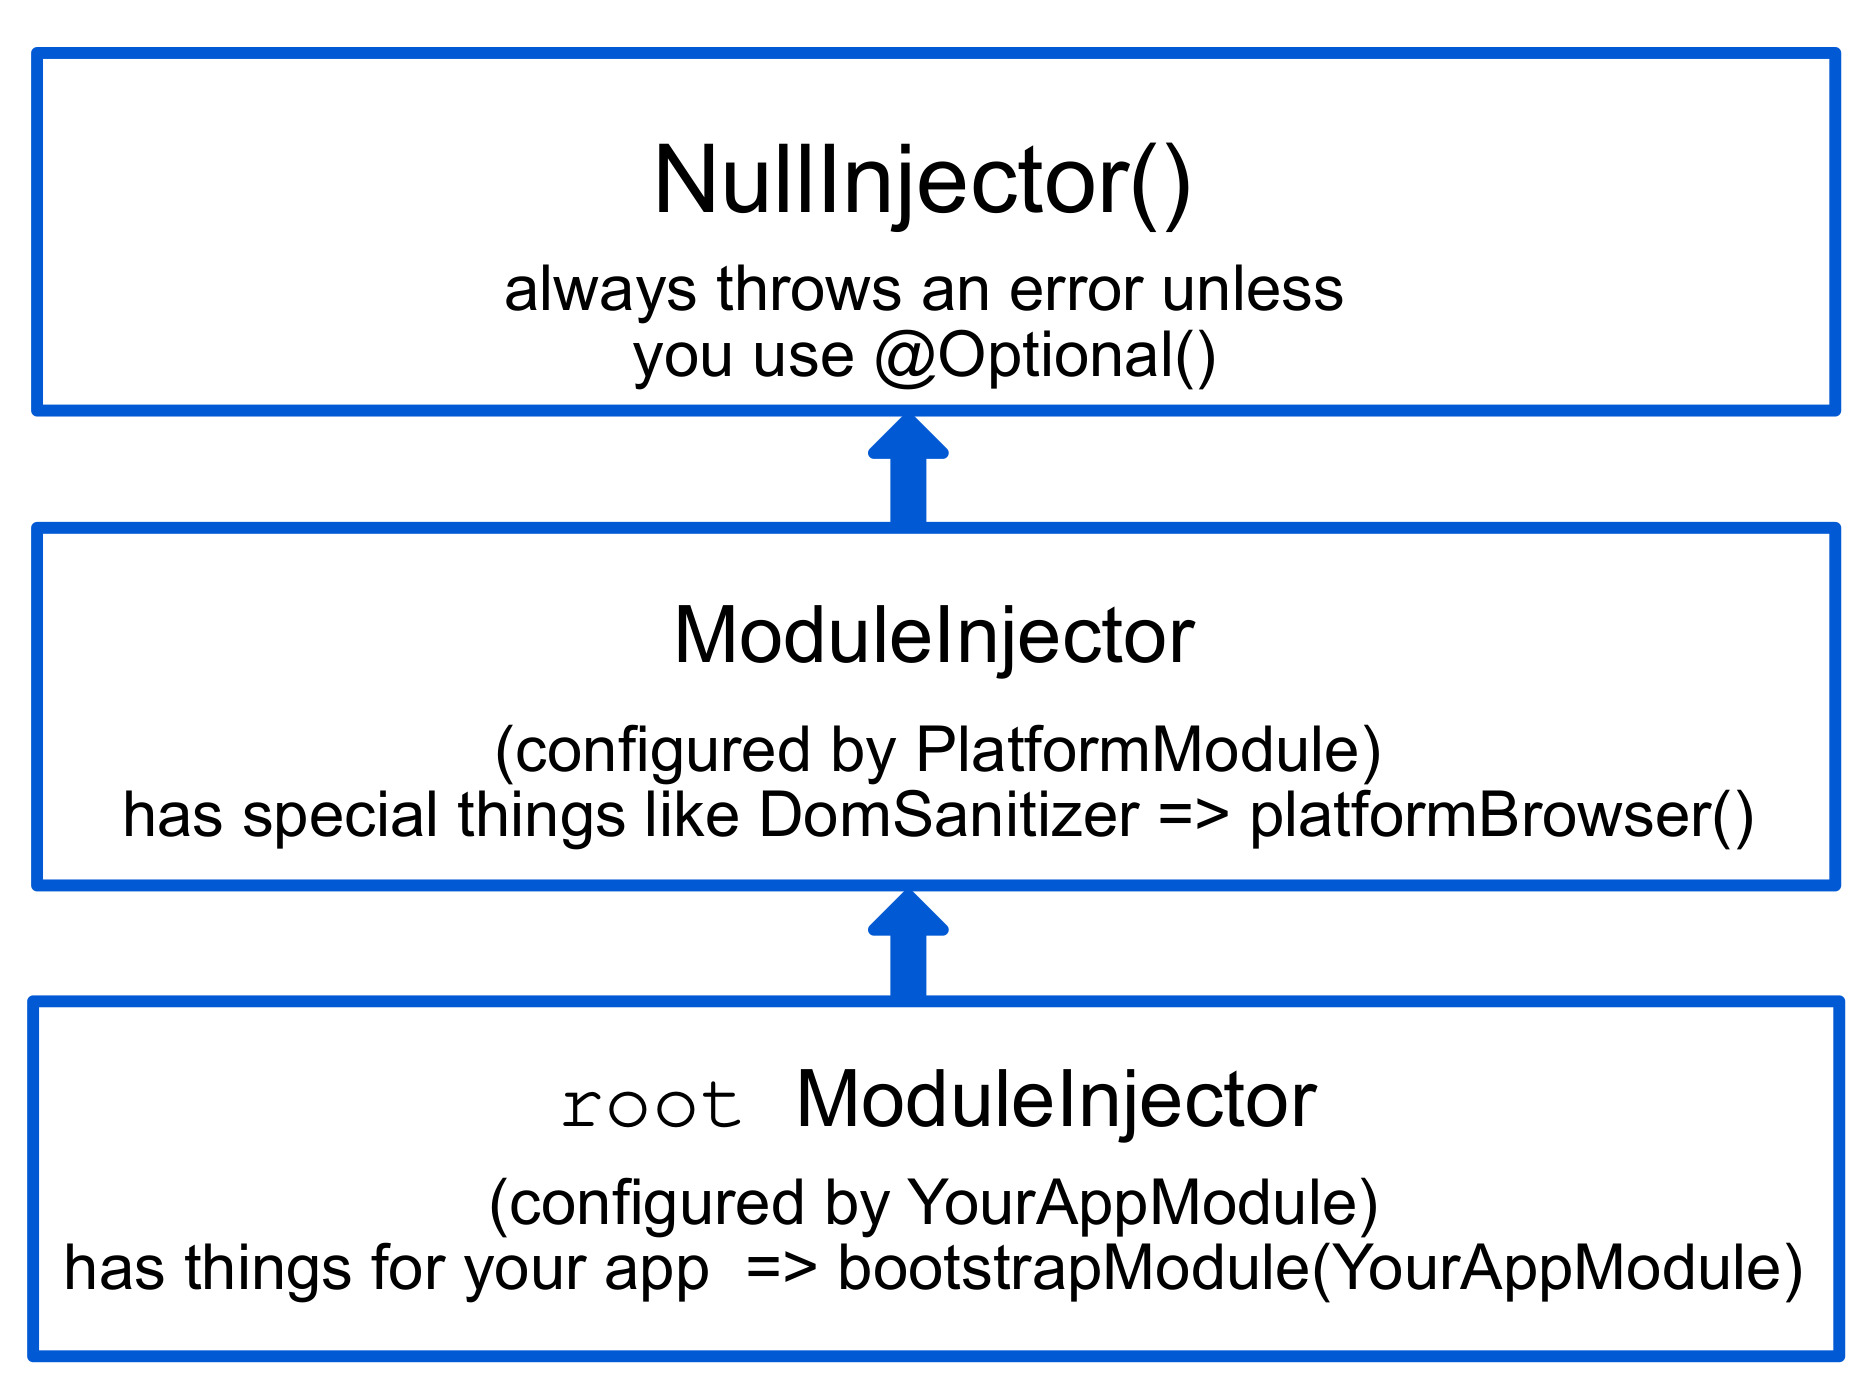 NullInjector()
always throws an error unless
you use @Optional()
ModuleInjector
(configured by PlatformModule)
has special things like DomSanitizer => platformBrowser()
root ModuleInjector
(configured by YourAppModule)
has things for your app => bootstrapModule(YourAppModule)